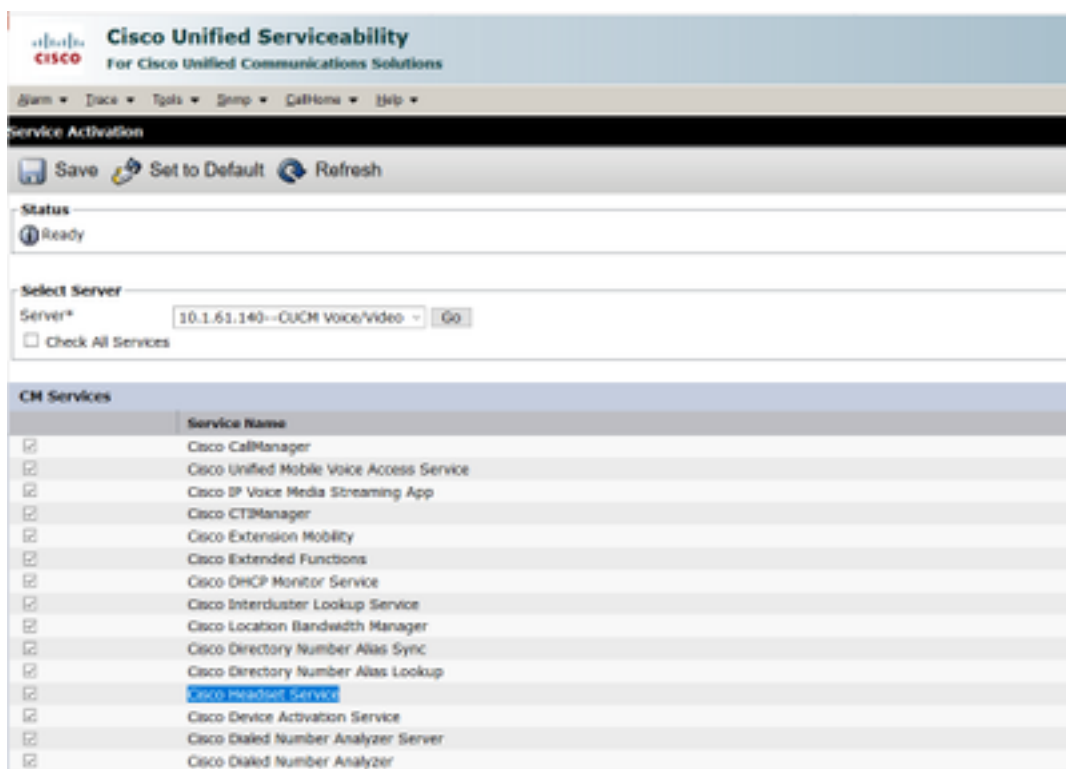 CISCO
Cisco Unified Serviceability
For Cisco Unified Communications Solutions
Alarm Trace Tools Snmp CallHome Help
Service Activation
Save Set to Default Refresh
Status
Ready
Select Server
Server* 10.1.61.140--CUCM Voice/Video Go
Check All Services
CM Services
Service Name
Cisco CallManager
Cisco Unified Mobile Voice Access Service
Cisco IP Voice Media Streaming App
Cisco CTIManager
Cisco Extension Mobility
Cisco Extended Functions
Cisco DHCP Monitor Service
Cisco Intercluster Lookup Service
Cisco Location Bandwidth Manager
Cisco Directory Number Alias Sync
Cisco Directory Number Alias Lookup
Cisco Headset Service
Cisco Device Activation Service
Cisco Dialed Number Analyzer Server
Cisco Dialed Number Analyzer